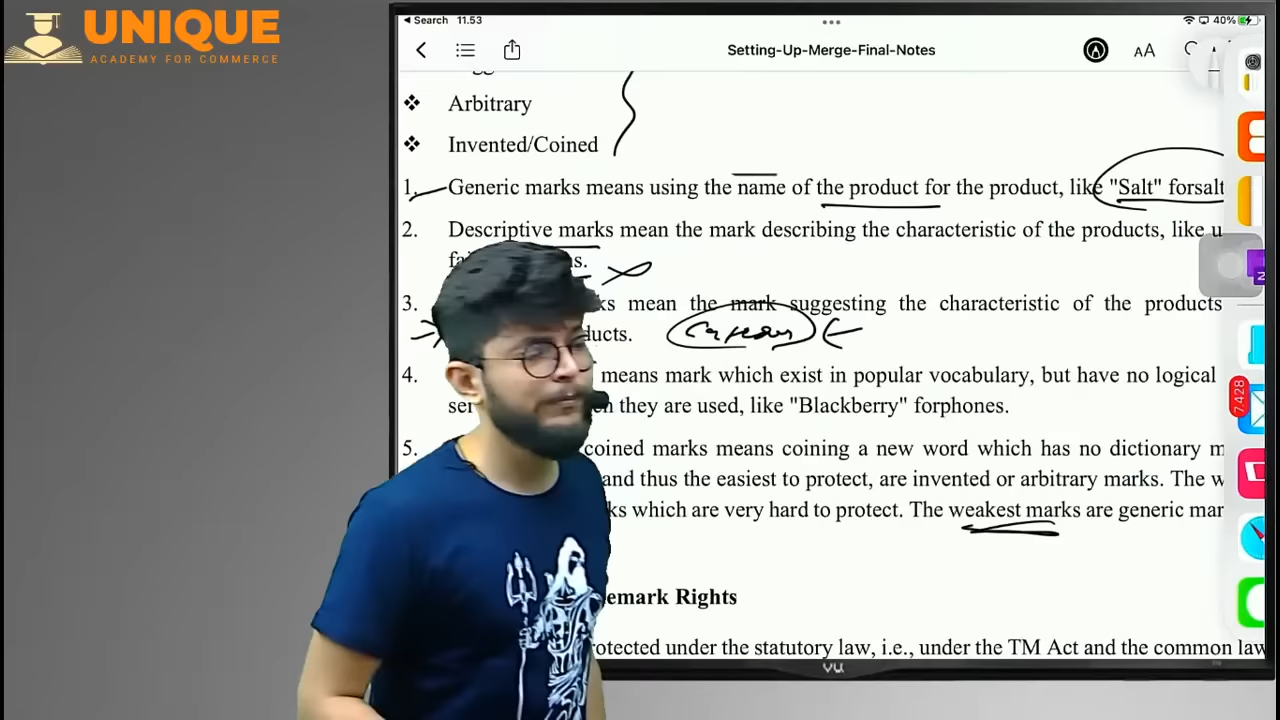 UNIQUE
ACADEMY FOR COMMERCE
Search 11.53
40%
Setting-Up-Merge-Final-Notes
AA
Arbitrary
Invented/Coined
1. Generic marks means using the name of the product for the product, like "Salt" forsalt
2. Descriptive marks mean the mark describing the characteristic of the products, like
3. mean the mark suggesting the characteristic of the products
4. means mark which exist in popular vocabulary, but have no logical
they are used, like "Blackberry" forphones.
5. coined marks means coining a new word which has no dictionary
and thus the easiest to protect, are invented or arbitrary marks. The
which are very hard to protect. The weakest marks are generic
Rights
under the statutory law, i.e., under the TM Act and the common law
7,428
VU